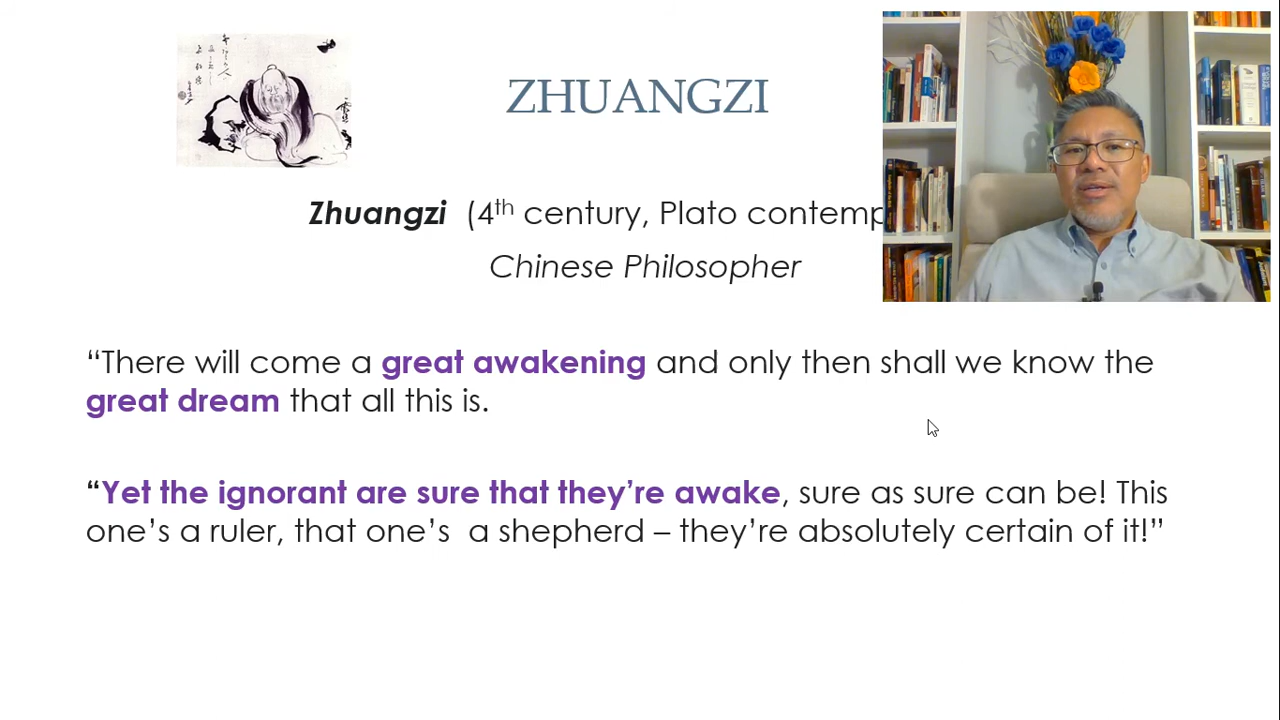 ZHUANGZI
Zhuangzi (4th century, Plato contemp
Chinese Philosopher
“There will come a great awakening and only then shall we know the
great dream that all this is.
“Yet the ignorant are sure that they’re awake, sure as sure can be! This
one’s a ruler, that one’s  a shepherd – they’re absolutely certain of it!”